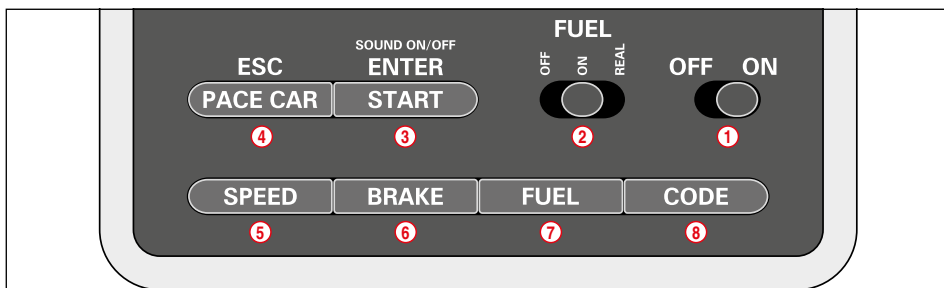 FUEL
SOUND ON/OFF
ESC ENTER OFF ON REAL OFF ON
PACE CAR START
4 3 2 1
SPEED BRAKE FUEL CODE
5 6 7 8